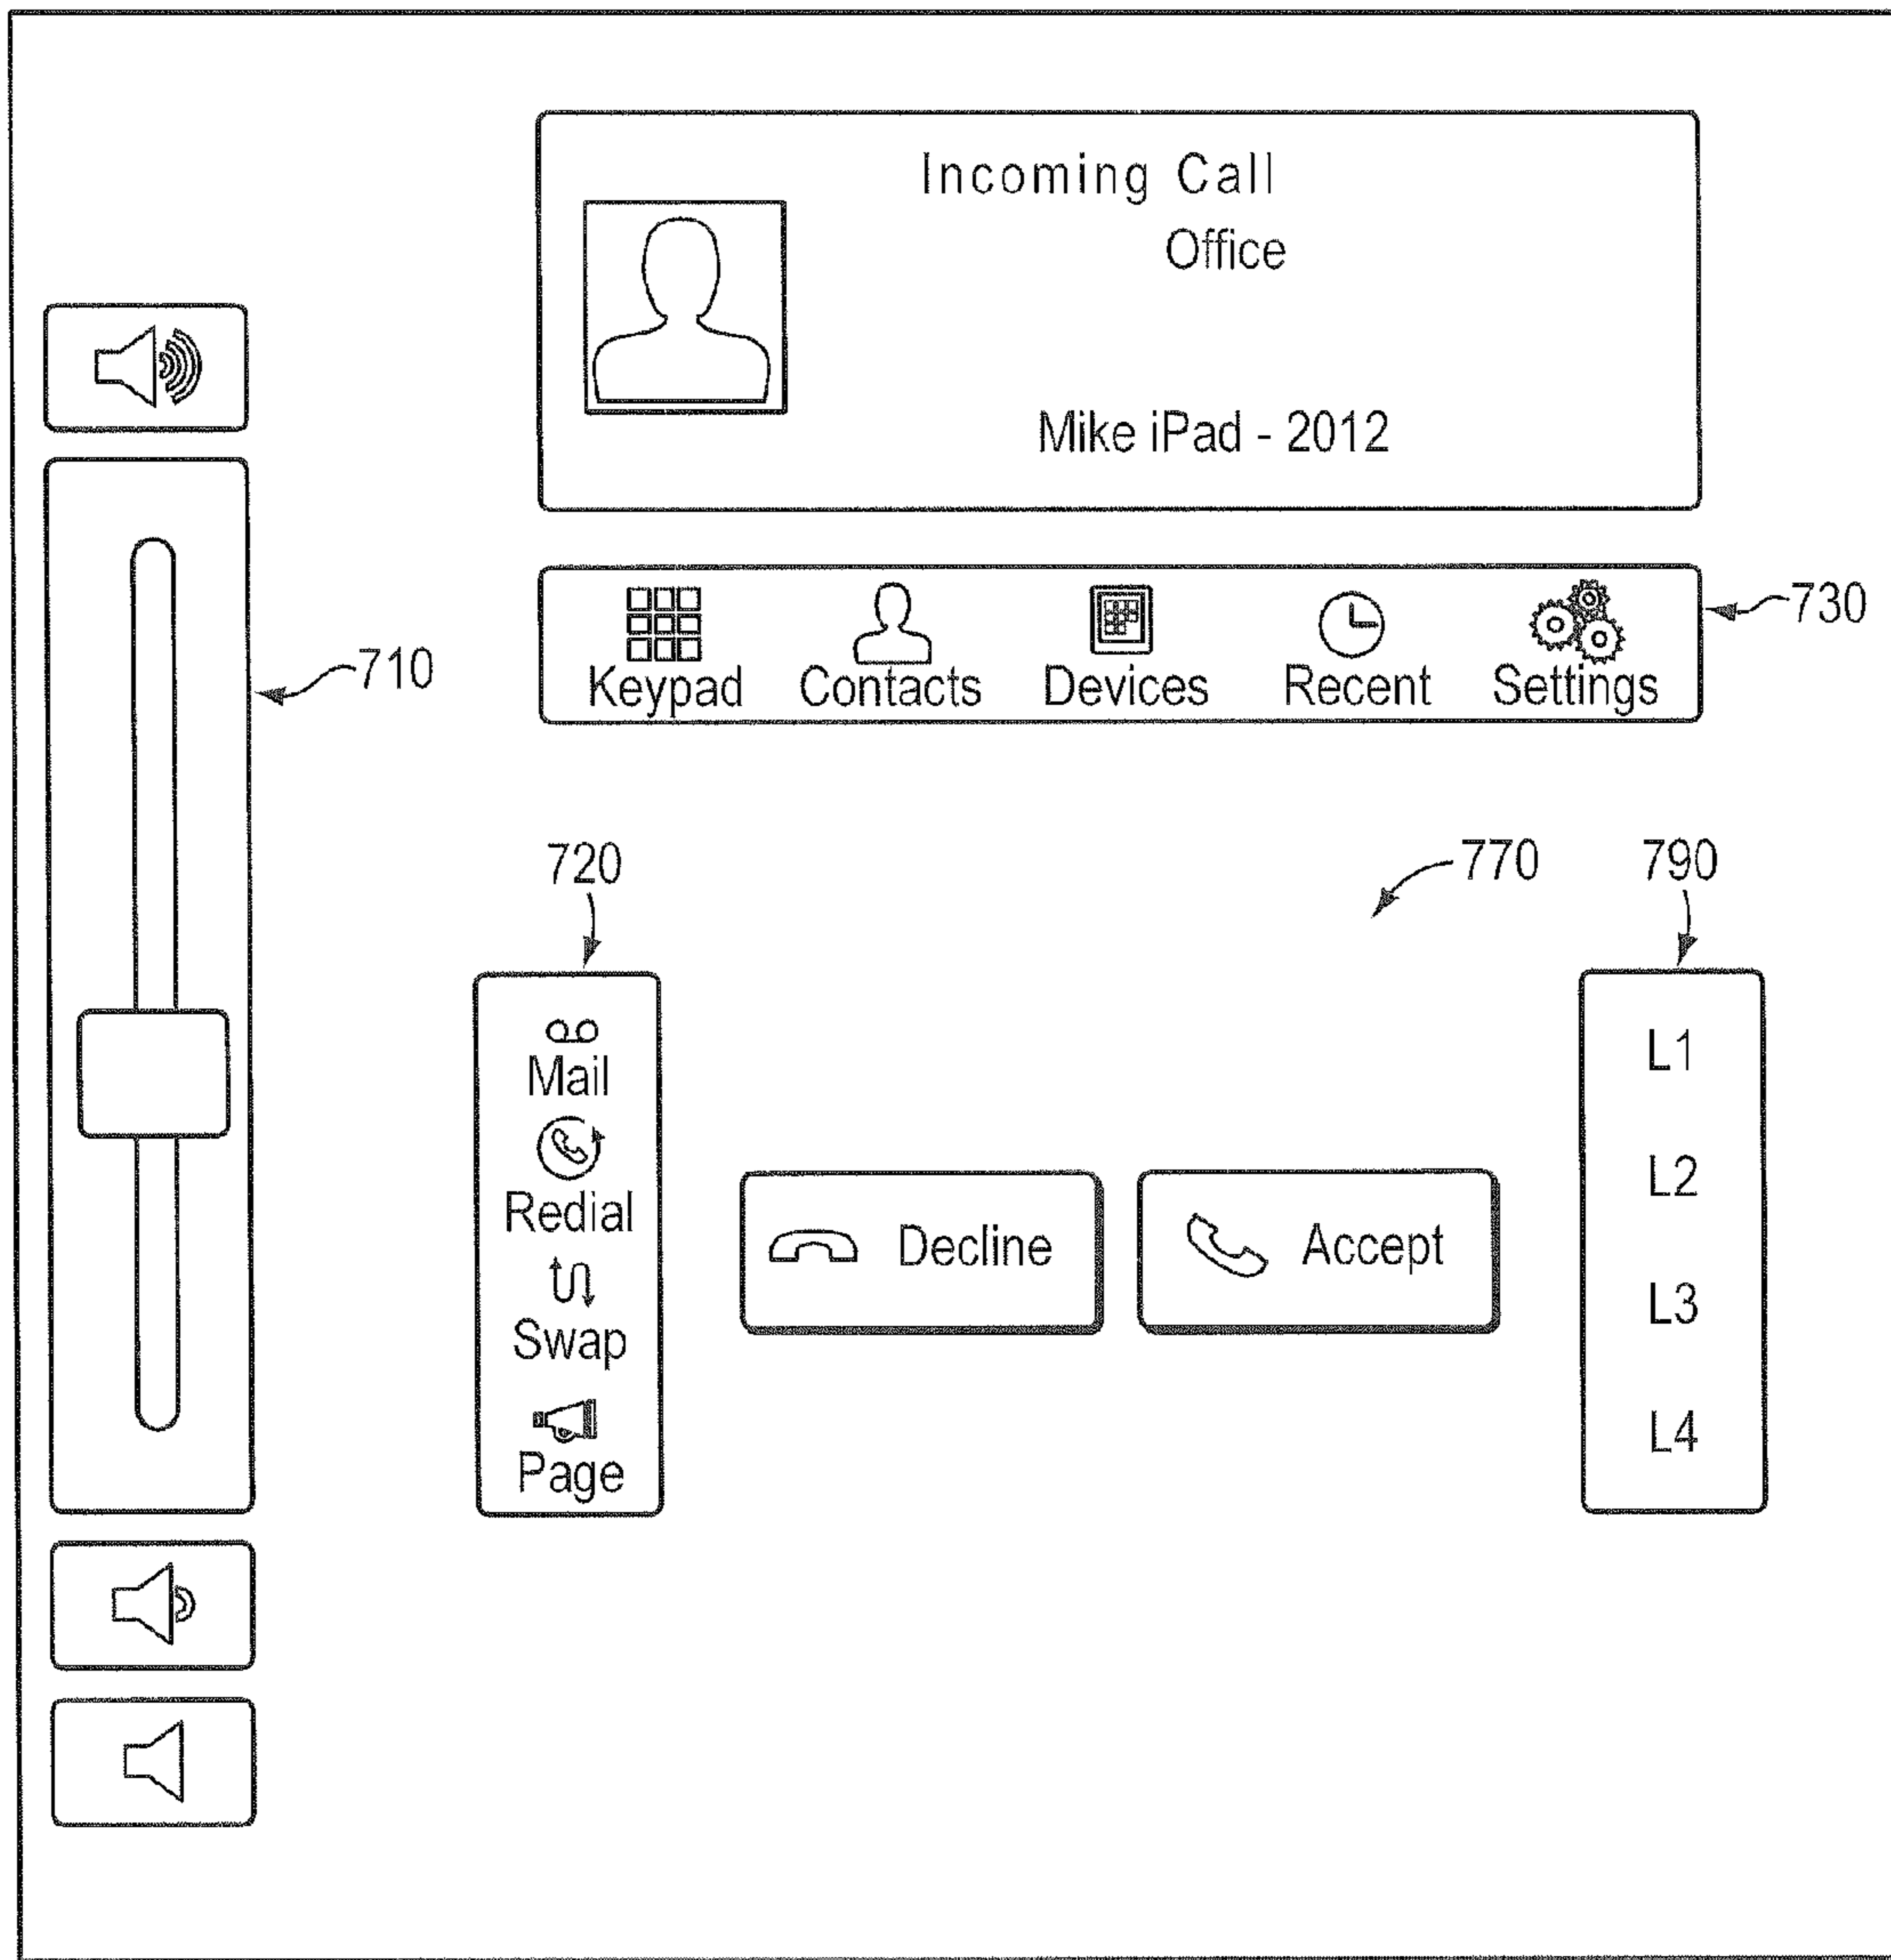 Incoming Call
Office
Mike iPad - 2012
Keypad Contacts Devices Recent Settings
730
710
720
770
790
Mail
Redial
Swap
Page
Decline
Accept
L1
L2
L3
L4